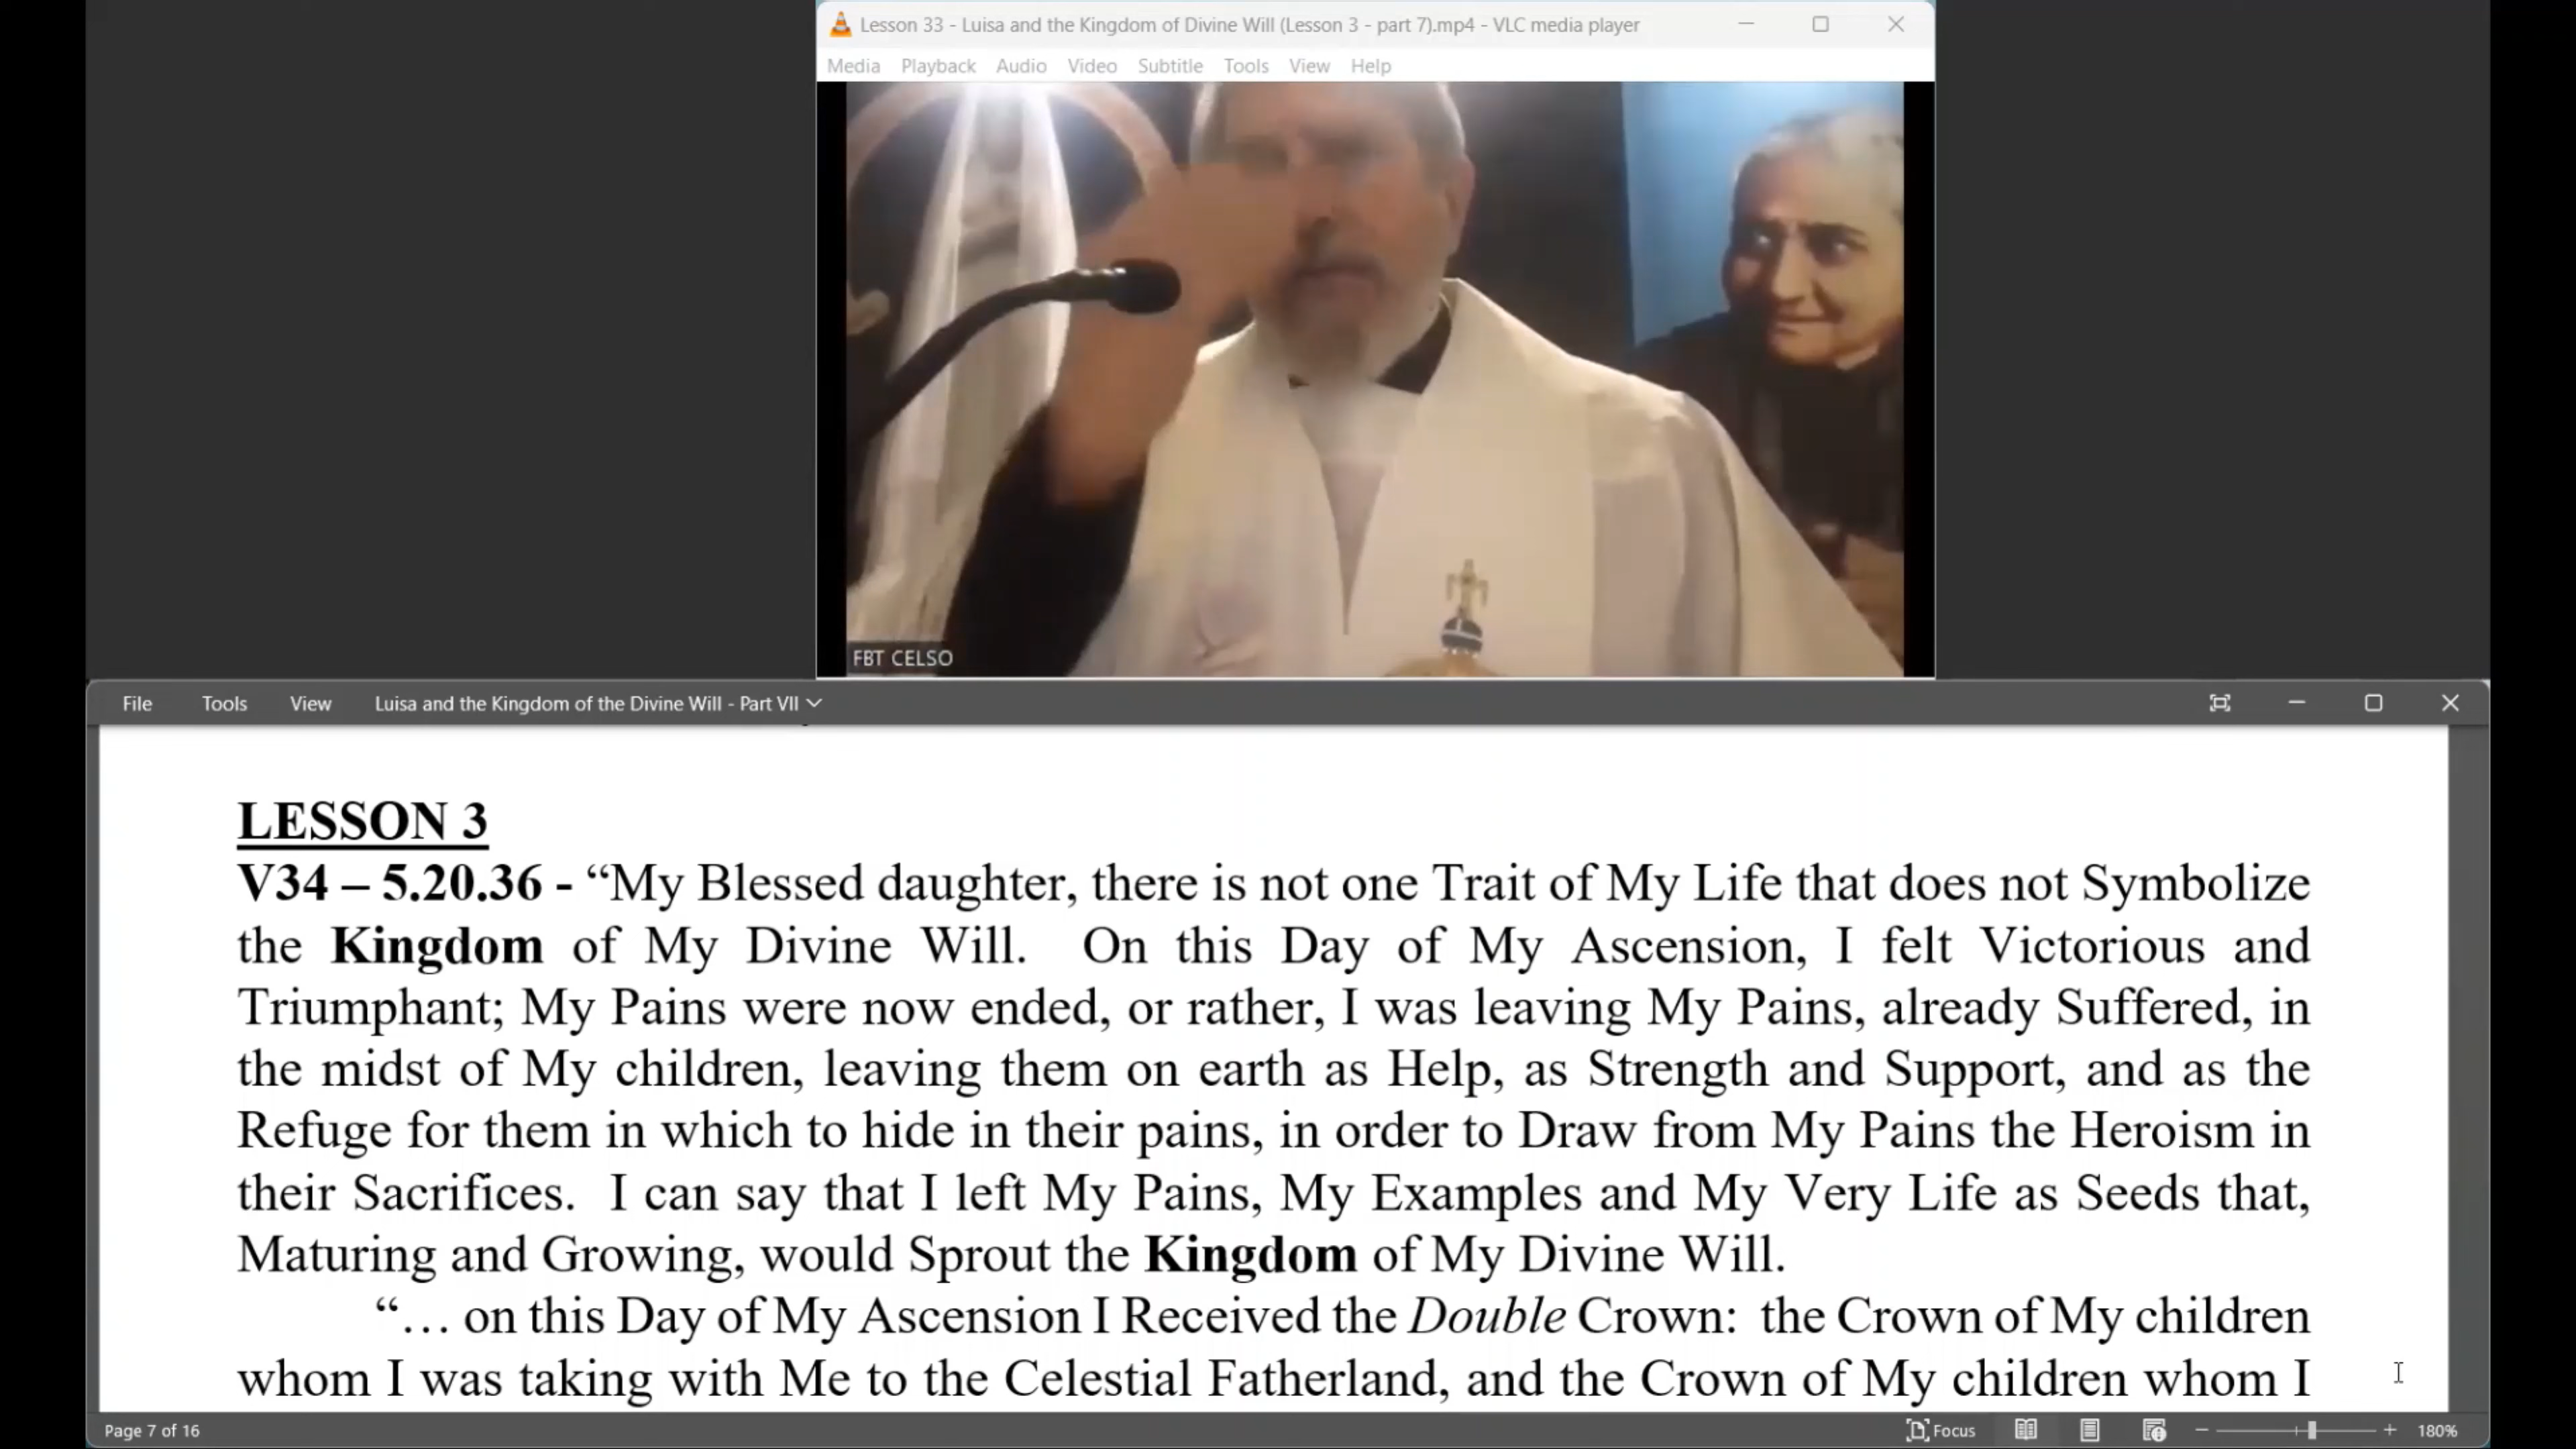 Lesson 33 - Luisa and the Kingdom of Divine Will (Lesson 3 - part 7).mp4 - VLC media player
Media Playback Audio Video Subtitle Tools View Help
FBT CELSO
File Tools View Luisa and the Kingdom of the Divine Will - Part VII
LESSON 3
V34 – 5.20.36 - “My Blessed daughter, there is not one Trait of My Life that does not Symbolize
the Kingdom of My Divine Will. On this Day of My Ascension, I felt Victorious and
Triumphant; My Pains were now ended, or rather, I was leaving My Pains, already Suffered, in
the midst of My children, leaving them on earth as Help, as Strength and Support, and as the
Refuge for them in which to hide in their pains, in order to Draw from My Pains the Heroism in
their Sacrifices. I can say that I left My Pains, My Examples and My Very Life as Seeds that,
Maturing and Growing, would Sprout the Kingdom of My Divine Will.
“… on this Day of My Ascension I Received the Double Crown: the Crown of My children
whom I was taking with Me to the Celestial Fatherland, and the Crown of My children whom I
Page 7 of 16 Focus 180%